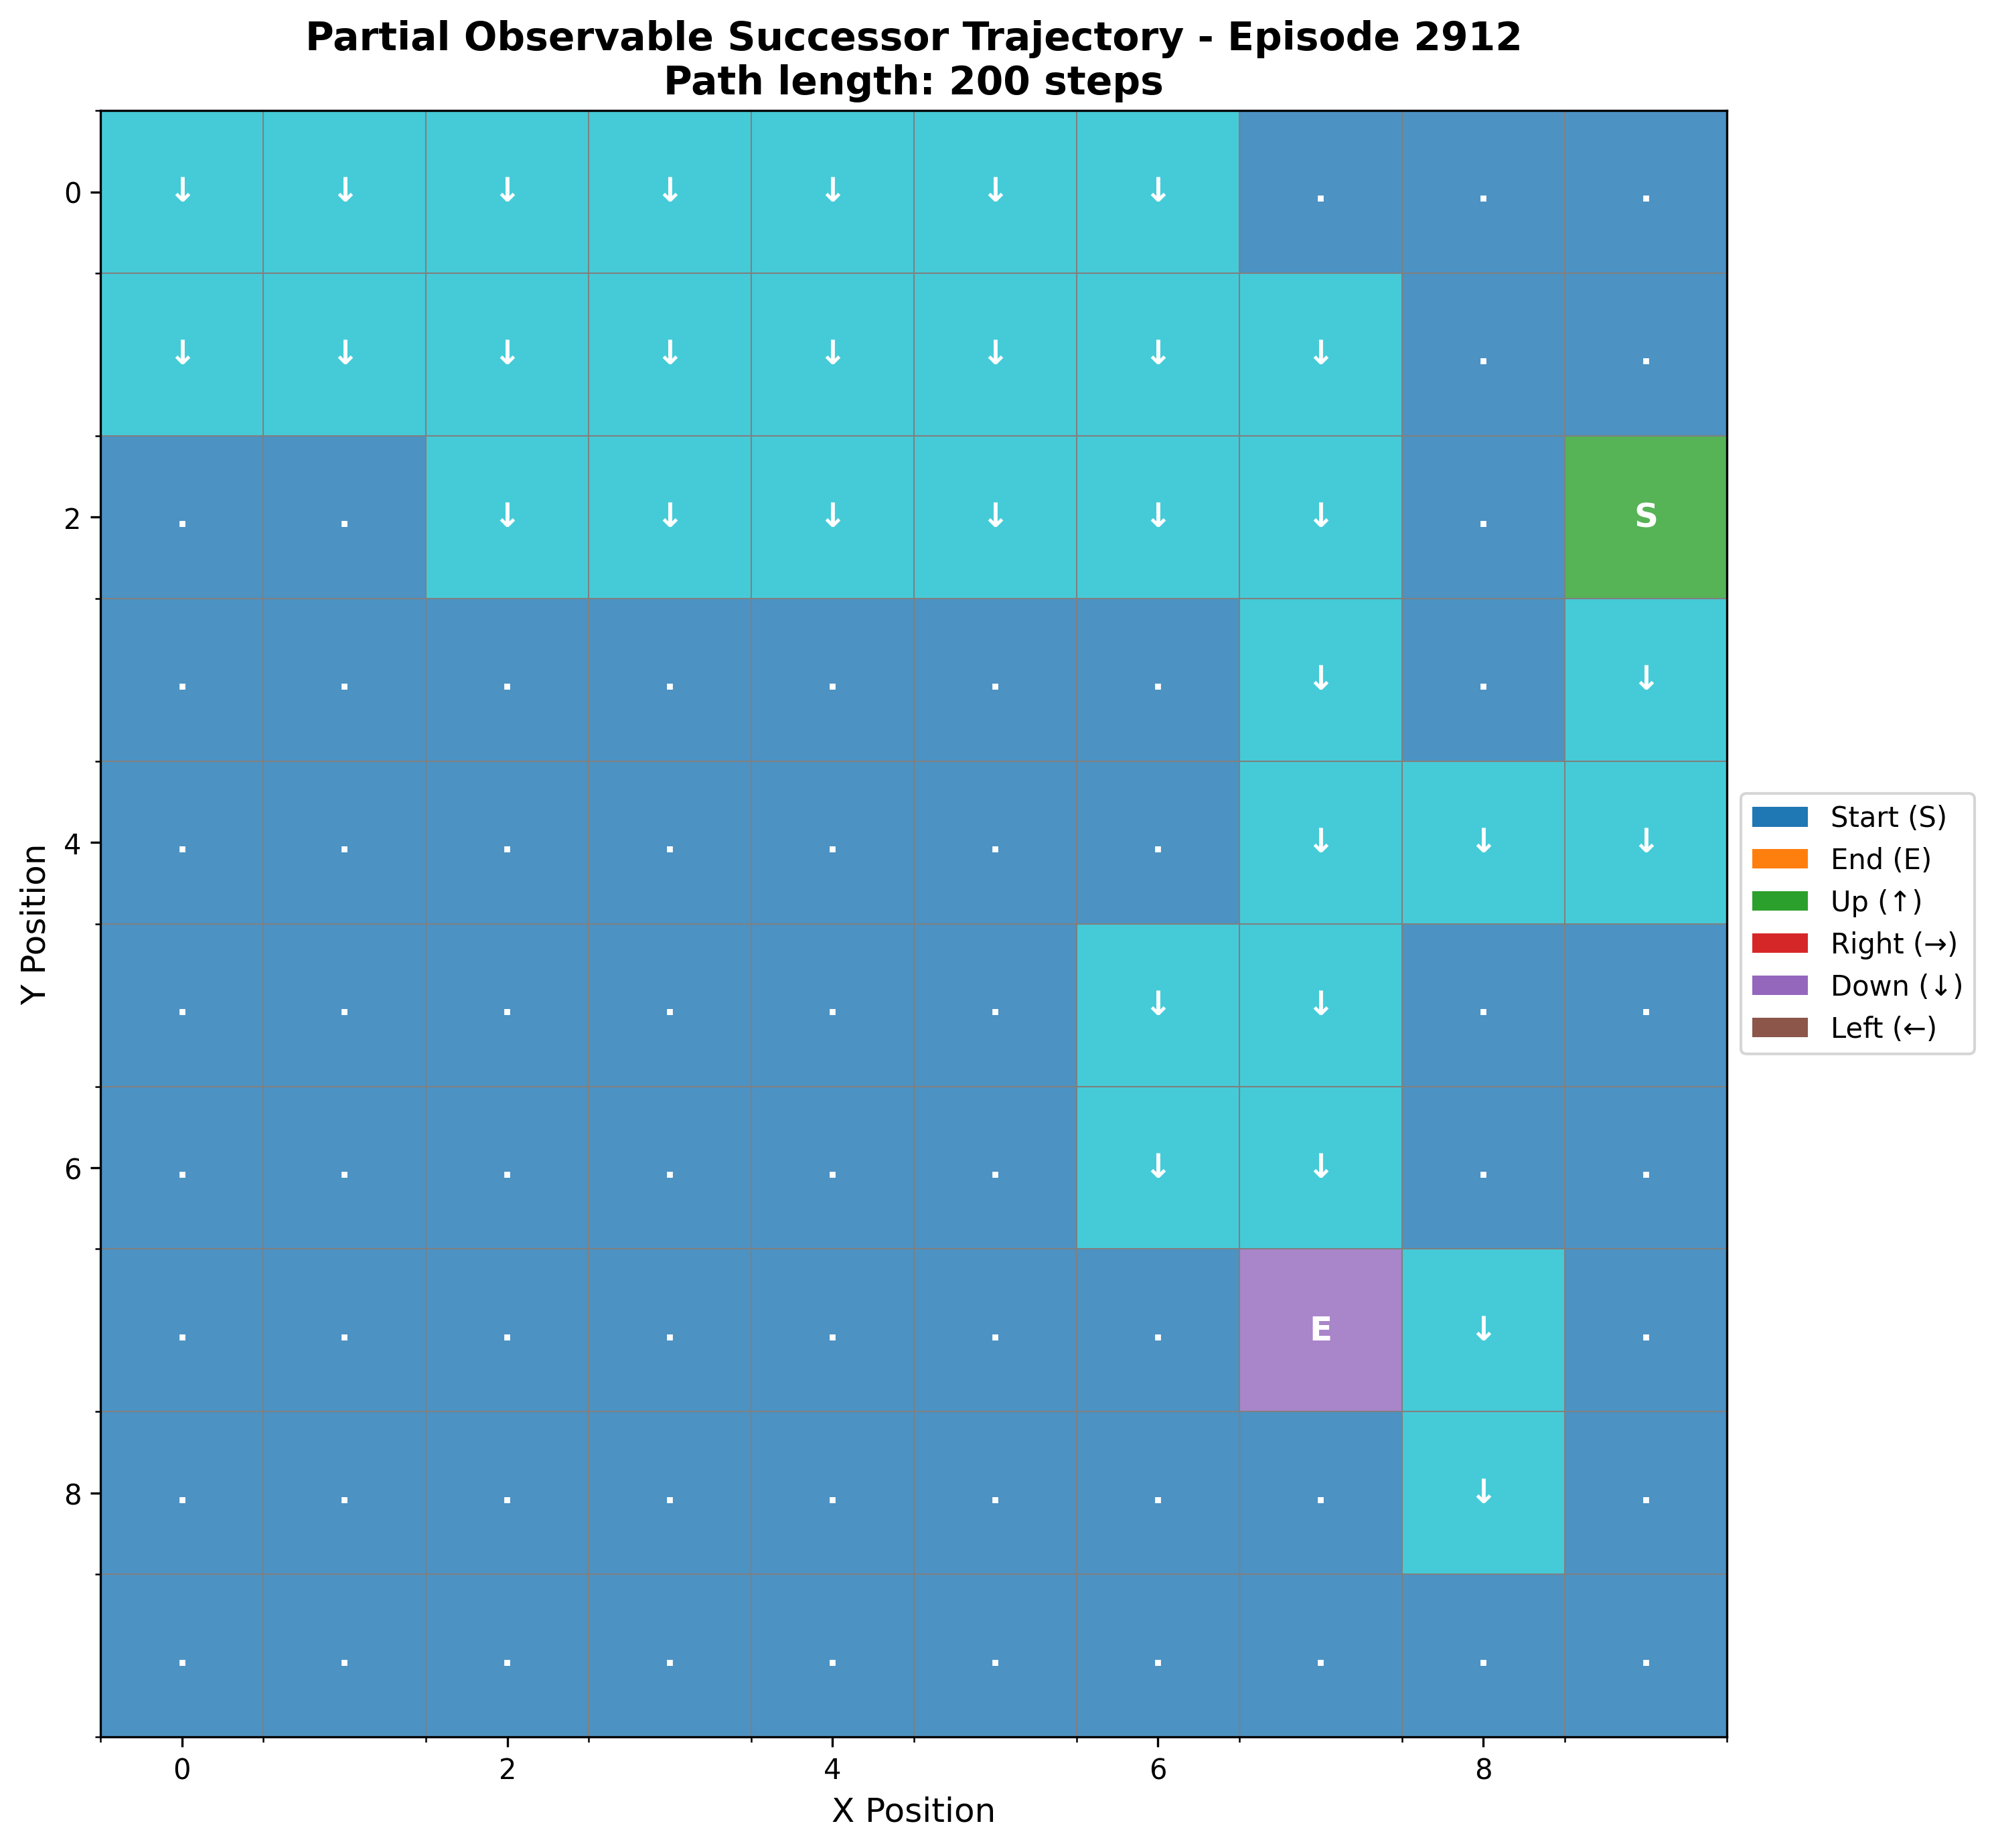 Partial Observable Successor Trajectory - Episode 2912
Path length: 200 steps
0 ↓ ↓ ↓ ↓ ↓ ↓ ↓ . . .
↓ ↓ ↓ ↓ ↓ ↓ ↓ ↓ . .
2 . . ↓ ↓ ↓ ↓ ↓ ↓ . S
. . . . . . . ↓ . ↓
4 . . . . . . . ↓ ↓ ↓
. . . . . . ↓ ↓ . .
6 . . . . . . ↓ ↓ . .
. . . . . . . E ↓ .
8 . . . . . . . . ↓ .
. . . . . . . . . .
0 2 4 6 8
X Position
Y Position
Start (S)
End (E)
Up (↑)
Right (→)
Down (↓)
Left (←)